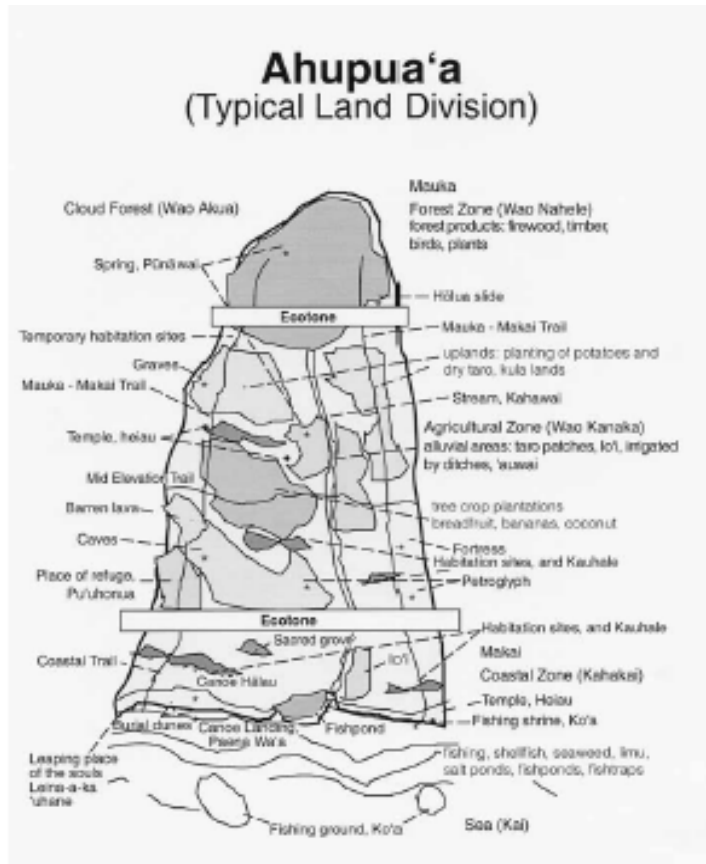 Ahupua‘a
(Typical Land Division)
Mauka
Cloud Forest (Wao Akua)
Forest Zone (Wao Nahele)
forest products: firewood, timber,
birds, plants
Spring, Pūnāwai
Hōlua slide
Ecotone
Temporary habitation sites
Mauka - Makai Trail
Graves
uplands: planting of potatoes and
dry taro, kula lands
Mauka - Makai Trail
Stream, Kahawai
Temple, heiau
Agricultural Zone (Wao Kanaka)
alluvial areas: taro patches, lo‘i, irrigated
by ditches, ‘auwai
Mid Elevation Trail
Barren lava
tree crop plantations
breadfruit, bananas, coconut
Caves
Fortress
Habitation sites, and Kauhale
Place of refuge,
Pu‘uhonua
Petroglyph
Ecotone
Sacred grove
Habitation sites, and Kauhale
Coastal Trail
lo‘i
Makai
Canoe Hālau
Coastal Zone (Kahakai)
Temple, Heiau
Burial dunes
Canoe Landing,
Paena Wa‘a
Fishpond
Fishing shrine, Ko‘a
Leaping place
of the souls
Leina-a-ka
‘uhane
fishing, shellfish, seaweed, limu,
salt ponds, fishponds, fishtraps
Fishing ground, Ko‘a
Sea (Kai)